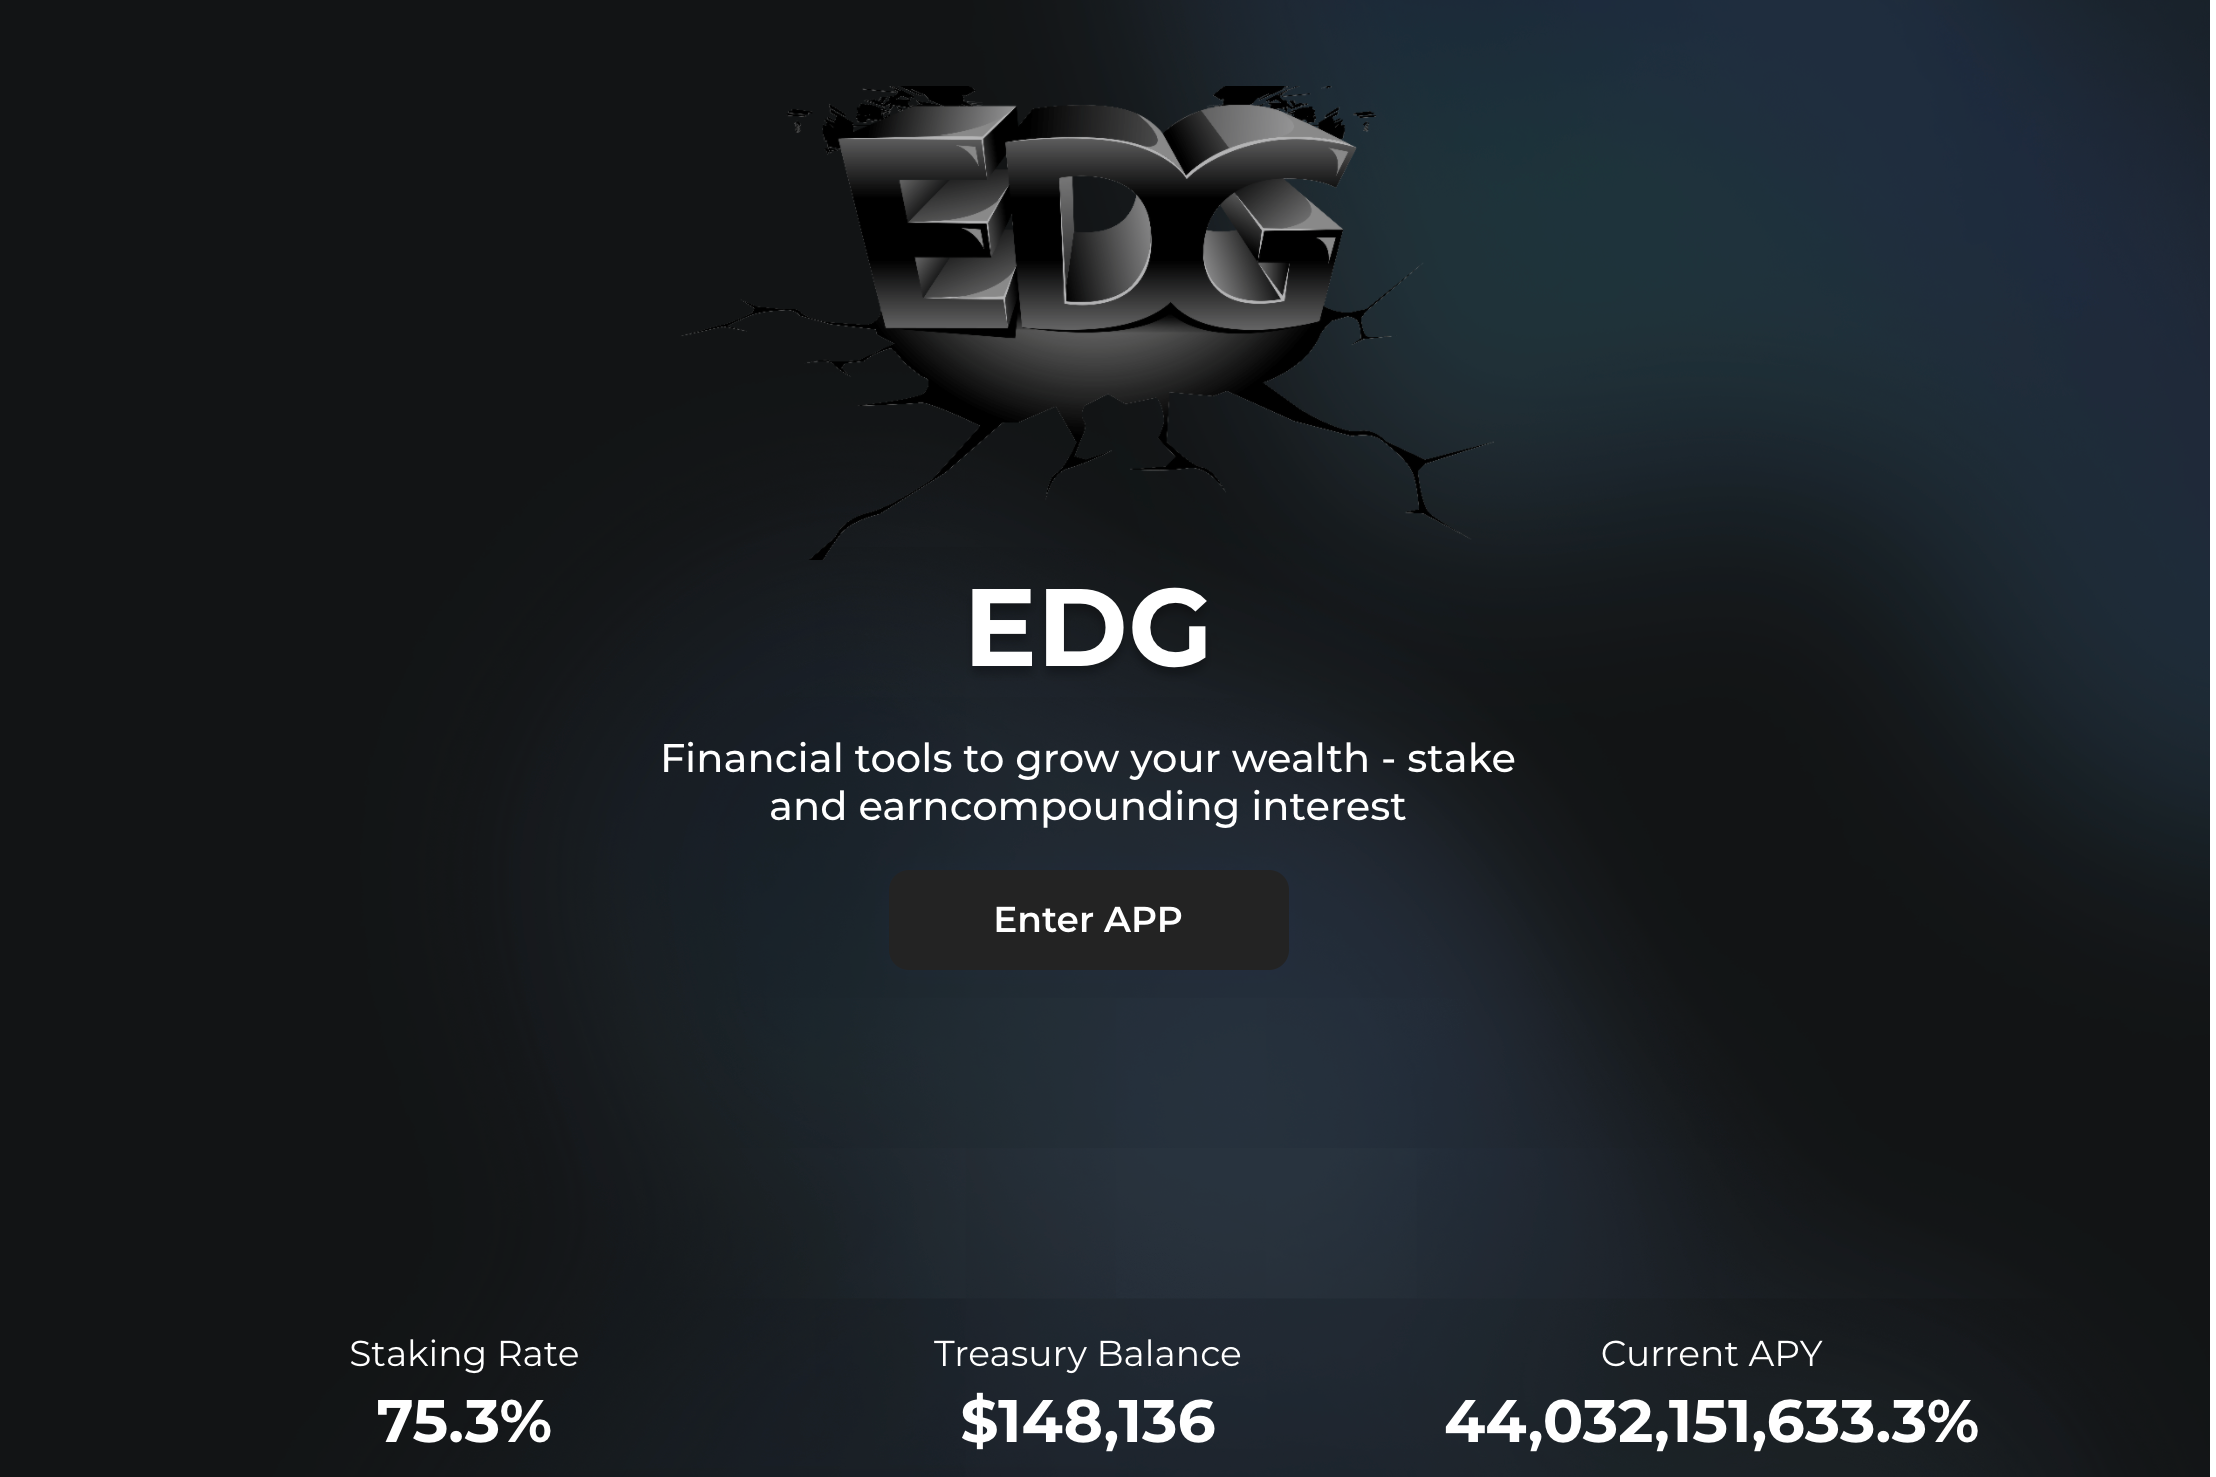 EDG
EDG
Financial tools to grow your wealth - stake
and earncompounding interest
Enter APP
Staking Rate
Treasury Balance
Current APY
75.3%
$148,136
44,032,151,633.3%